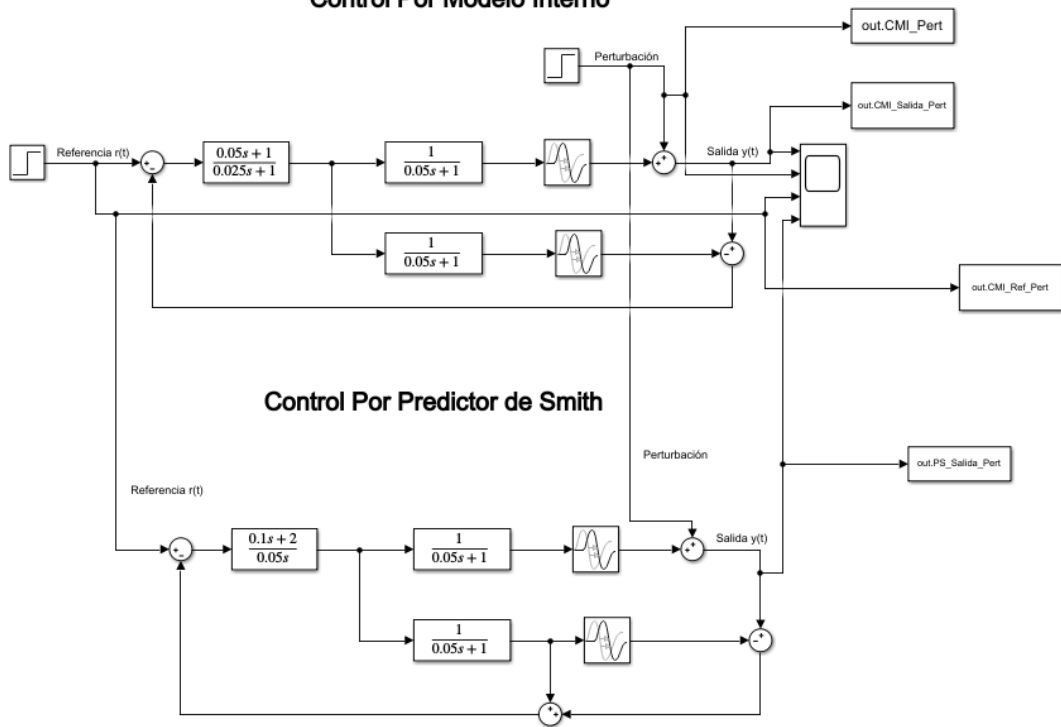 Control Por Modelo Interno
out.CMI_Pert
Perturbación
out.CMI_Salida_Pert
Referencia r(t)
0.05s + 1
0.025s + 1
1
0.05s + 1
Salida y(t)
1
0.05s + 1
out.CMI_Ref_Pert
Control Por Predictor de Smith
Perturbación
out.PS_Salida_Pert
Referencia r(t)
0.1s + 2
0.05s
1
0.05s + 1
Salida y(t)
1
0.05s + 1